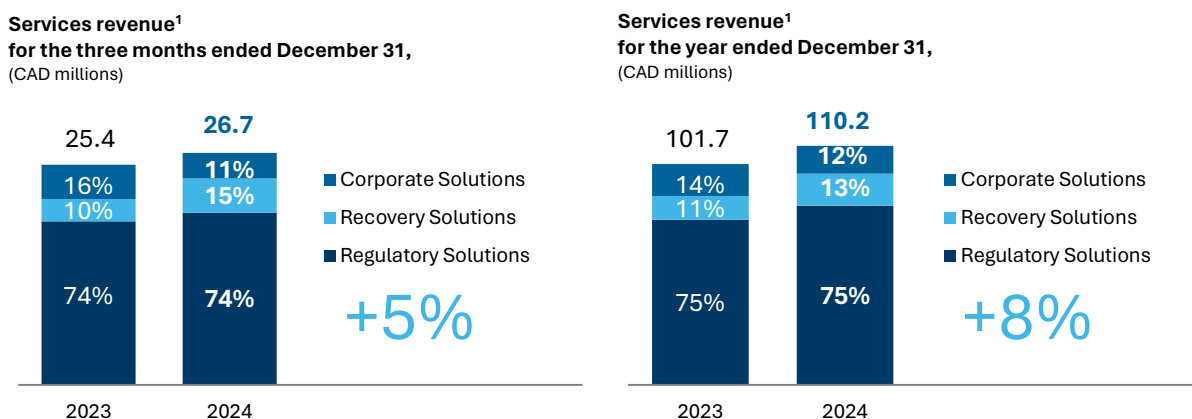 Services revenue¹
for the three months ended December 31,
(CAD millions)
25.4
26.7
16%
10%
74%
11%
15%
74%
Corporate Solutions
Recovery Solutions
Regulatory Solutions
+5%
2023
2024
Services revenue¹
for the year ended December 31,
(CAD millions)
101.7
110.2
14%
11%
75%
12%
13%
75%
Corporate Solutions
Recovery Solutions
Regulatory Solutions
+8%
2023
2024